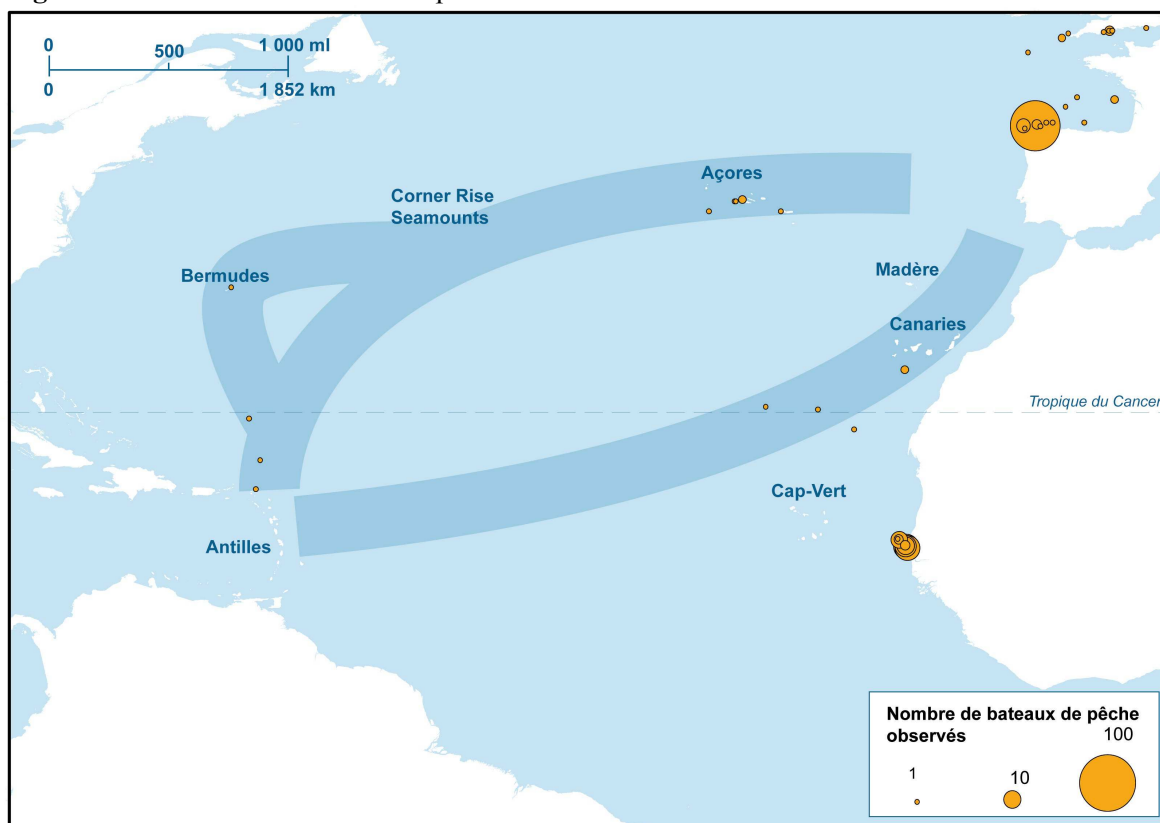 0
500
1 000 ml
0
1 852 km
Açores
Corner Rise
Seamounts
Bermudes
Madère
Canaries
Tropique du Cancer
Cap-Vert
Antilles
Nombre de bateaux de pêche
observés
1
10
100